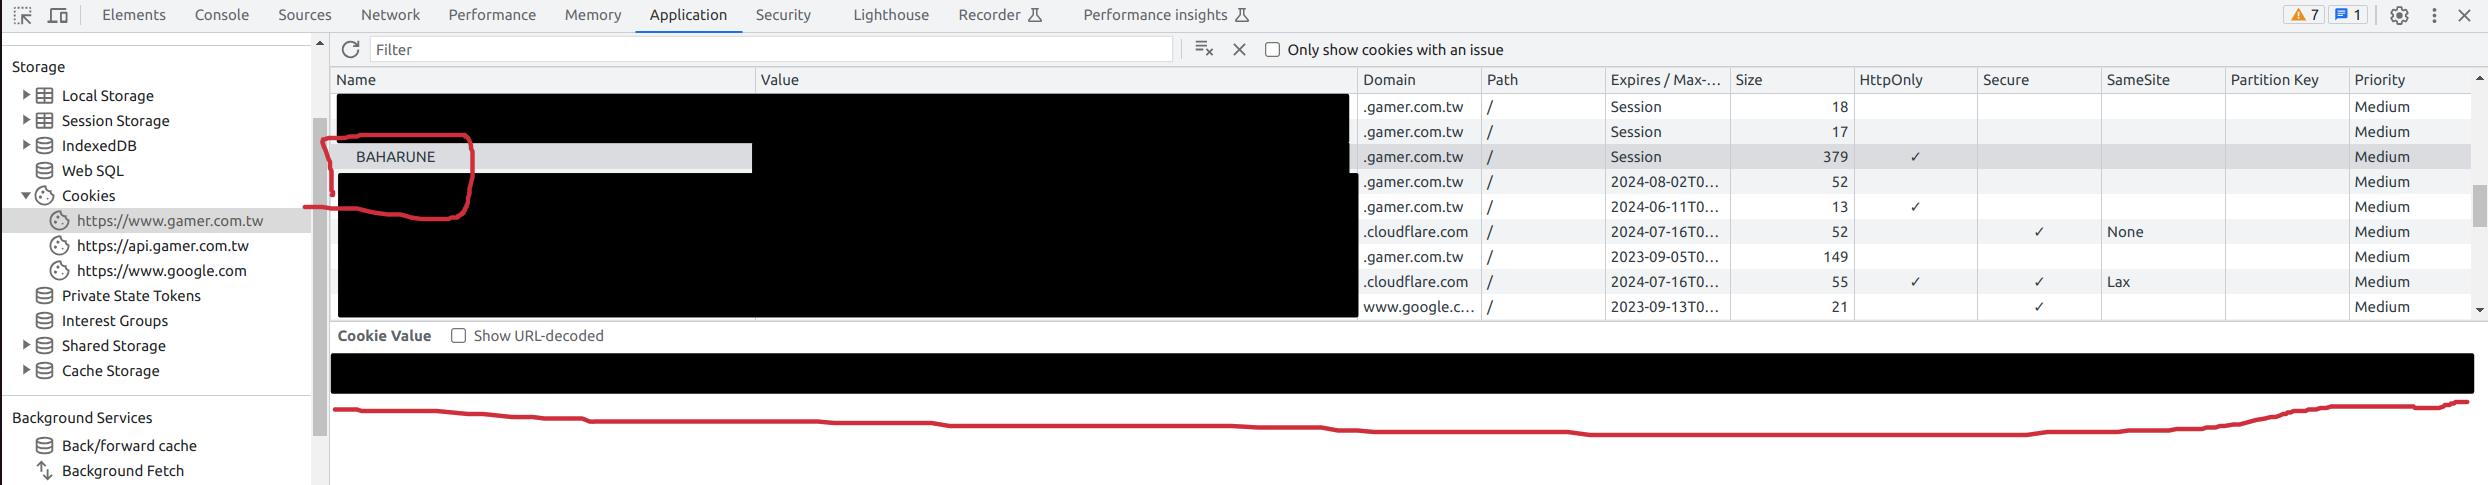 Elements Console Sources Network Performance Memory Application Security Lighthouse Recorder Performance insights 7 1
Storage
Local Storage
Session Storage
IndexedDB
Web SQL
Cookies
https://www.gamer.com.tw
https://api.gamer.com.tw
https://www.google.com
Private State Tokens
Interest Groups
Shared Storage
Cache Storage
Background Services
Back/forward cache
Background Fetch
Filter Only show cookies with an issue
Name Value Domain Path Expires / Max-... Size HttpOnly Secure SameSite Partition Key Priority
.gamer.com.tw / Session 18 Medium
.gamer.com.tw / Session 17 Medium
BAHARUNE .gamer.com.tw / Session 379 ✓ Medium
.gamer.com.tw / 2024-08-02T0... 52 Medium
.gamer.com.tw / 2024-06-11T0... 13 ✓ Medium
.cloudflare.com / 2024-07-16T0... 52 ✓ None Medium
.gamer.com.tw / 2023-09-05T0... 149 Medium
.cloudflare.com / 2024-07-16T0... 55 ✓ ✓ Lax Medium
www.google.c... / 2023-09-13T0... 21 ✓ Medium
Cookie Value Show URL-decoded